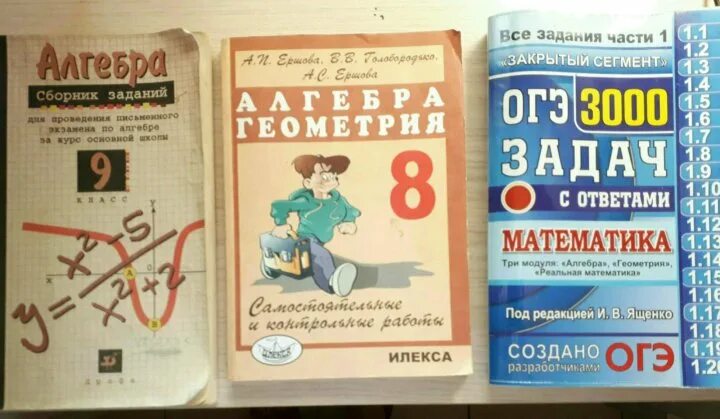 Алгебра
Сборник заданий
для проведения письменного
экзамена по алгебре
за курс основной школы
9
КЛАСС
y = x² - 5
x² + 2
y
A
B
x
дрофа
А.П. Ершова, В.В. Голобородько,
А.С. Ершова
АЛГЕБРА
ГЕОМЕТРИЯ
8
Самостоятельные
и контрольные работы
ИЛЕКСА
ИЛЕКСА
Все задания части 1
"ЗАКРЫТЫЙ СЕГМЕНТ"
ОГЭ 3000
ЗАДАЧ
С ОТВЕТАМИ
МАТЕМАТИКА
Три модуля: «Алгебра», «Геометрия»,
«Реальная математика»
Под редакцией И. В. Ященко
СОЗДАНО
разработчиками ОГЭ
1.1
1.2
1.3
1.4
1.5
1.6
1.7
1.8
1.9
1.10
1.11
1.12
1.13
1.14
1.15
1.16
1.17
1.18
1.19
1.20